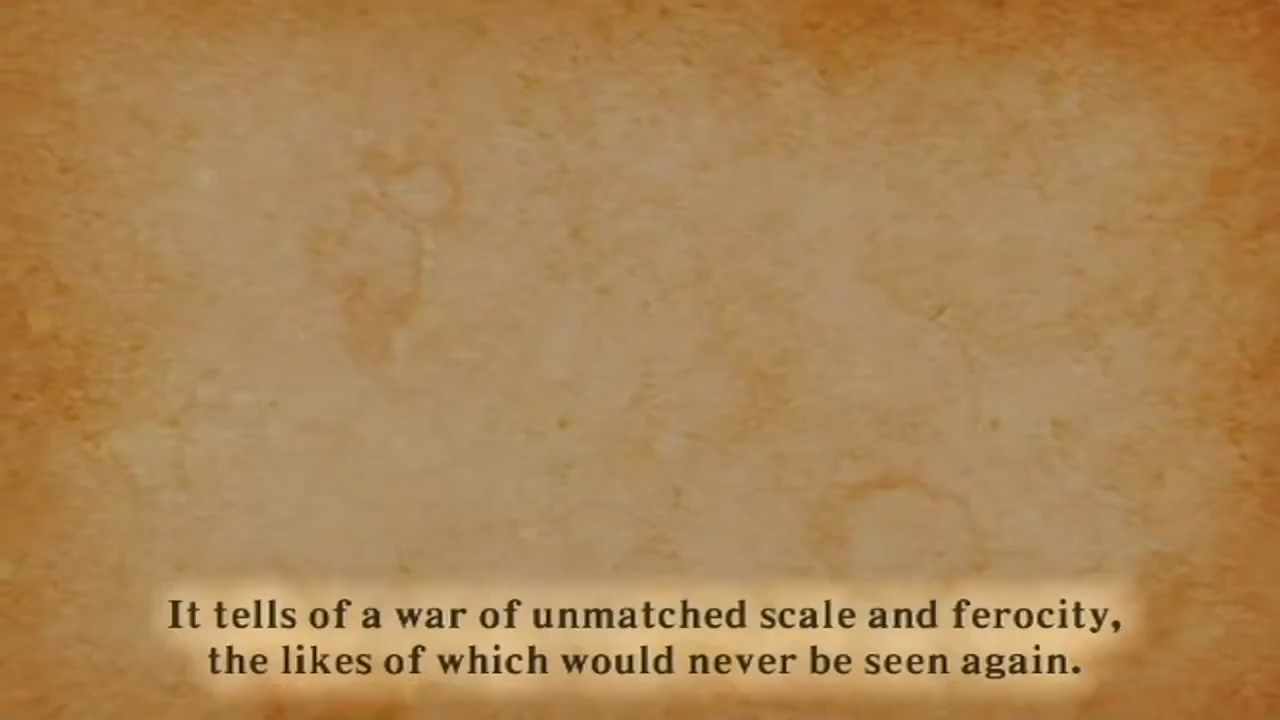 It tells of a war of unmatched scale and ferocity,
the likes of which would never be seen again.